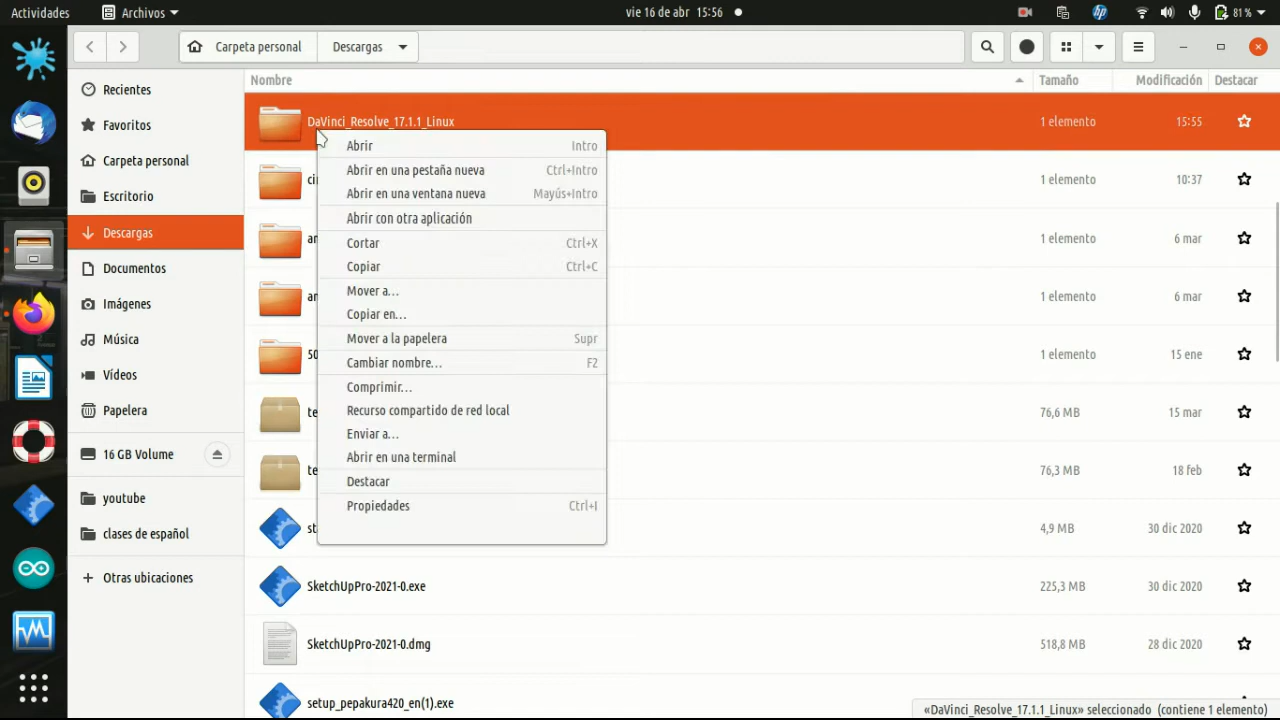 Actividades
Archivos
vie 16 de abr 15:56
81 %
Carpeta personal
Descargas
Nombre
Tamaño
Modificación
Destacar
Recientes
Favoritos
Carpeta personal
Escritorio
Descargas
Documentos
Imágenes
Música
Vídeos
Papelera
16 GB Volume
youtube
clases de español
+ Otras ubicaciones
DaVinci_Resolve_17.1.1_Linux
1 elemento
15:55
Abrir Intro
Abrir en una pestaña nueva Ctrl+Intro
Abrir en una ventana nueva Mayús+Intro
Abrir con otra aplicación
Cortar Ctrl+X
Copiar Ctrl+C
Mover a...
Copiar en...
Mover a la papelera Supr
Cambiar nombre... F2
Comprimir...
Recurso compartido de red local
Enviar a...
Abrir en una terminal
Destacar
Propiedades Ctrl+I
1 elemento 10:37
1 elemento 6 mar
1 elemento 6 mar
50 1 elemento 15 ene
te 76,6 MB 15 mar
te 76,3 MB 18 feb
4,9 MB 30 dic 2020
SketchUpPro-2021-0.exe 225,3 MB 30 dic 2020
SketchUpPro-2021-0.dmg 518,8 MB 28 dic 2020
setup_pepakura420_en(1).exe
«DaVinci_Resolve_17.1.1_Linux» seleccionado (contiene 1 elemento)